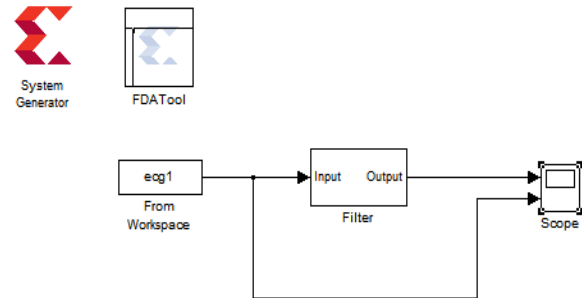 System
Generator
FDATool
ecg1
From
Workspace
Input Output
Filter
Scope